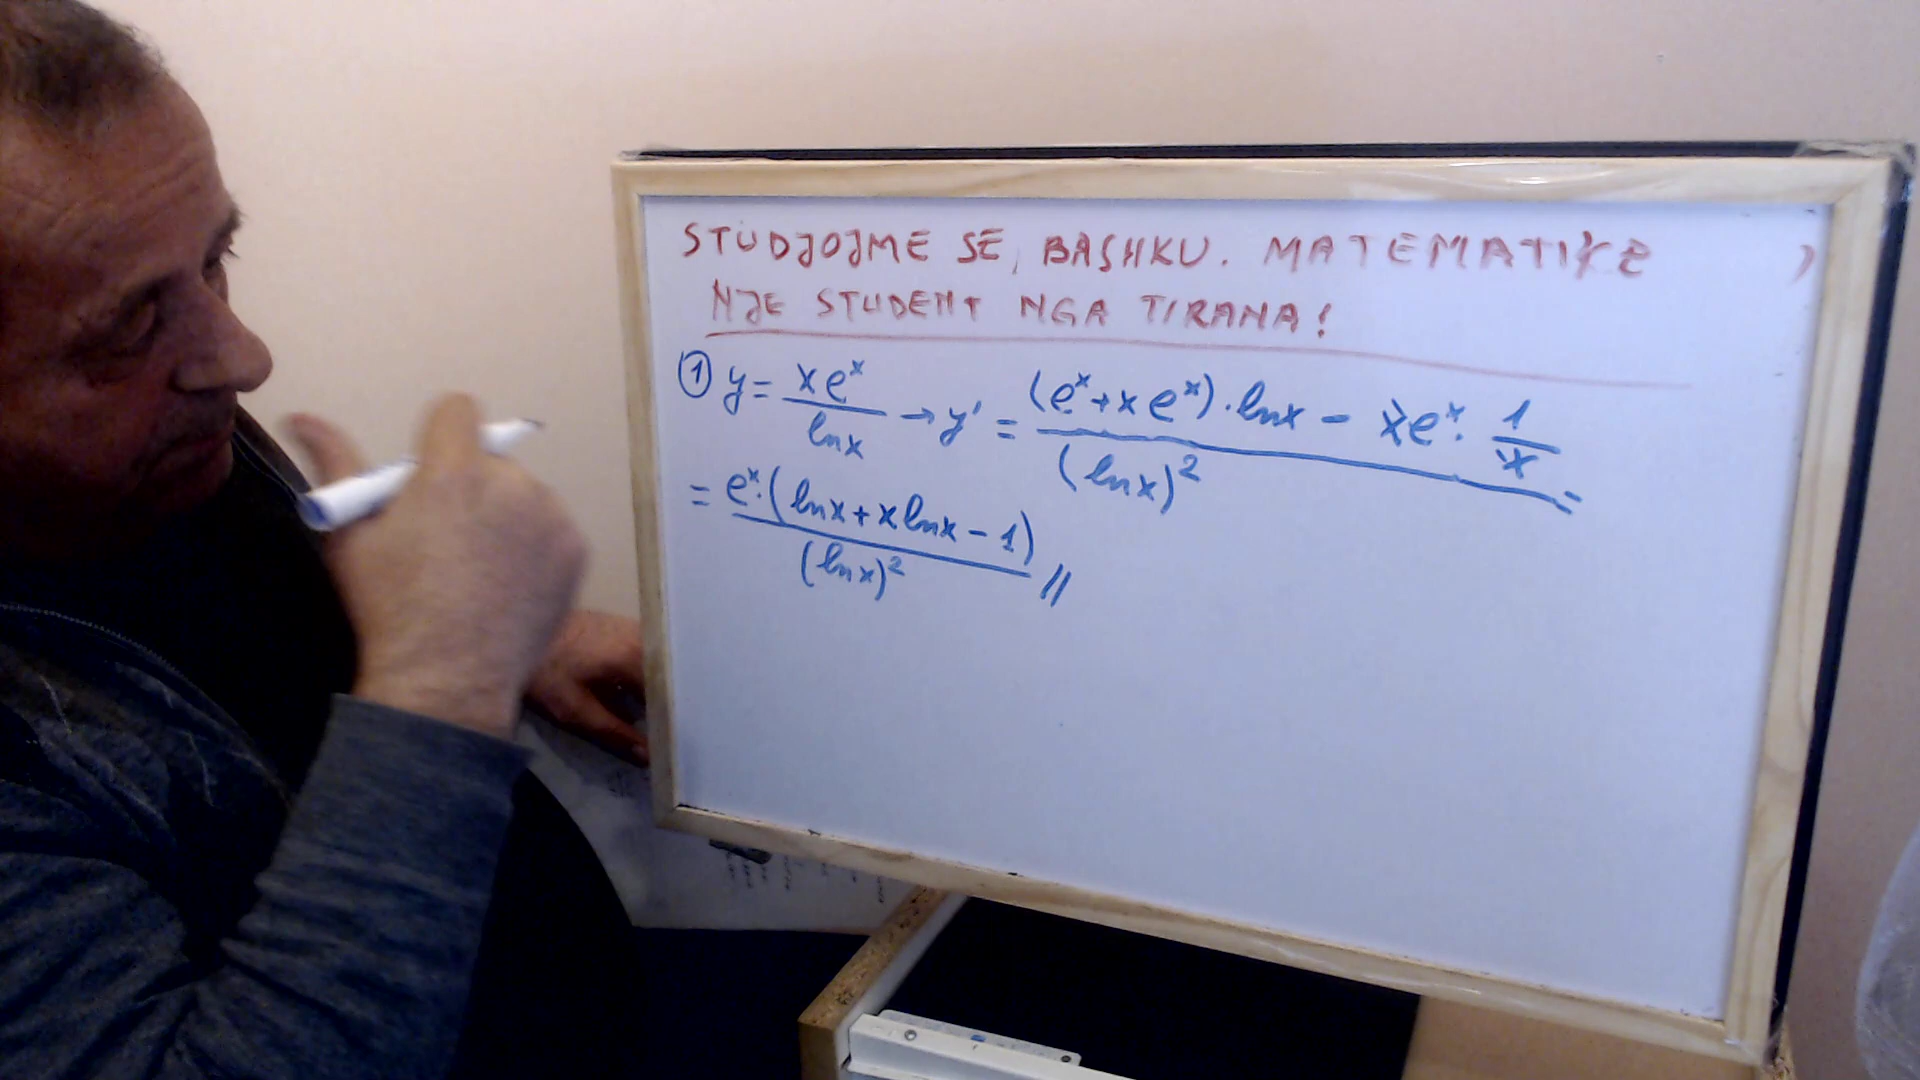 STUDJOJME SE, BASHKU. MATEMATIKE
NJE STUDENT NGA TIRANA!
① y = xe^x / lnx → y' = (e^x + xe^x)·lnx − xe^x · 1/x / (lnx)^2 =
= e^x·(lnx + xlnx − 1) / (lnx)^2 //